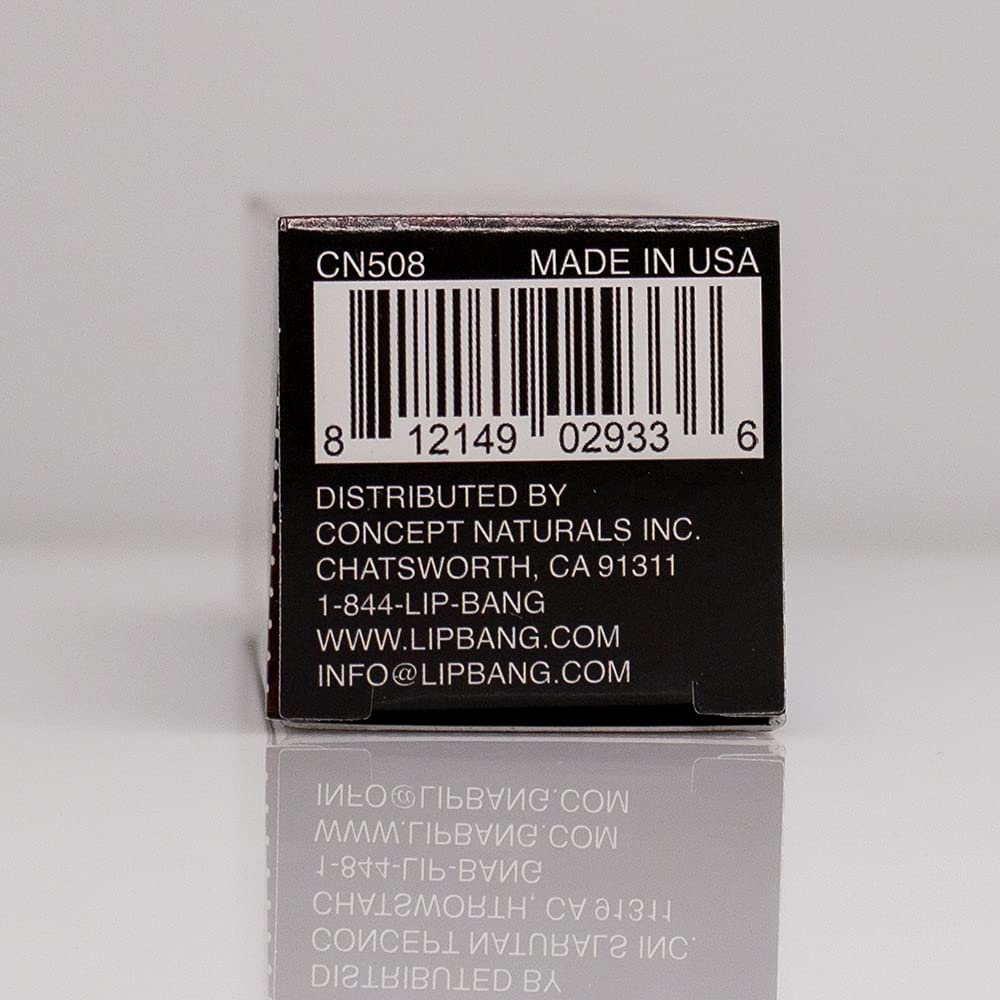 CN508 MADE IN USA
8 12149 02933 6
DISTRIBUTED BY
CONCEPT NATURALS INC.
CHATSWORTH, CA 91311
1-844-LIP-BANG
WWW.LIPBANG.COM
INFO@LIPBANG.COM